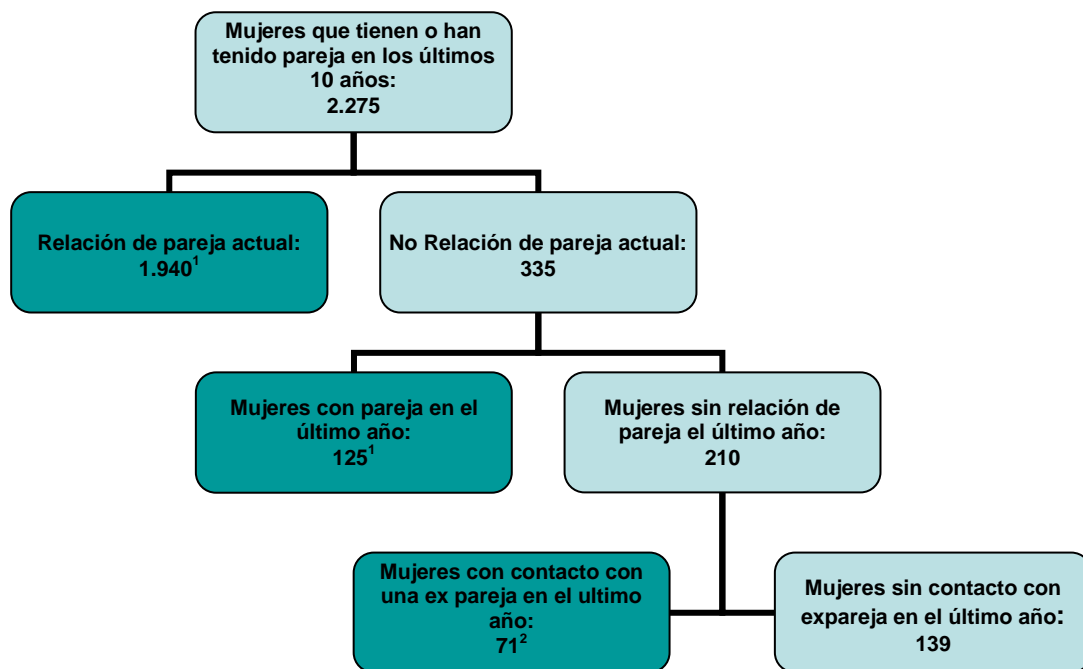 Mujeres que tienen o han
tenido pareja en los últimos
10 años:
2.275
Relación de pareja actual:
1.940¹
No Relación de pareja actual:
335
Mujeres con pareja en el
último año:
125¹
Mujeres sin relación de
pareja el último año:
210
Mujeres con contacto con
una ex pareja en el ultimo
año:
71²
Mujeres sin contacto con
expareja en el último año:
139